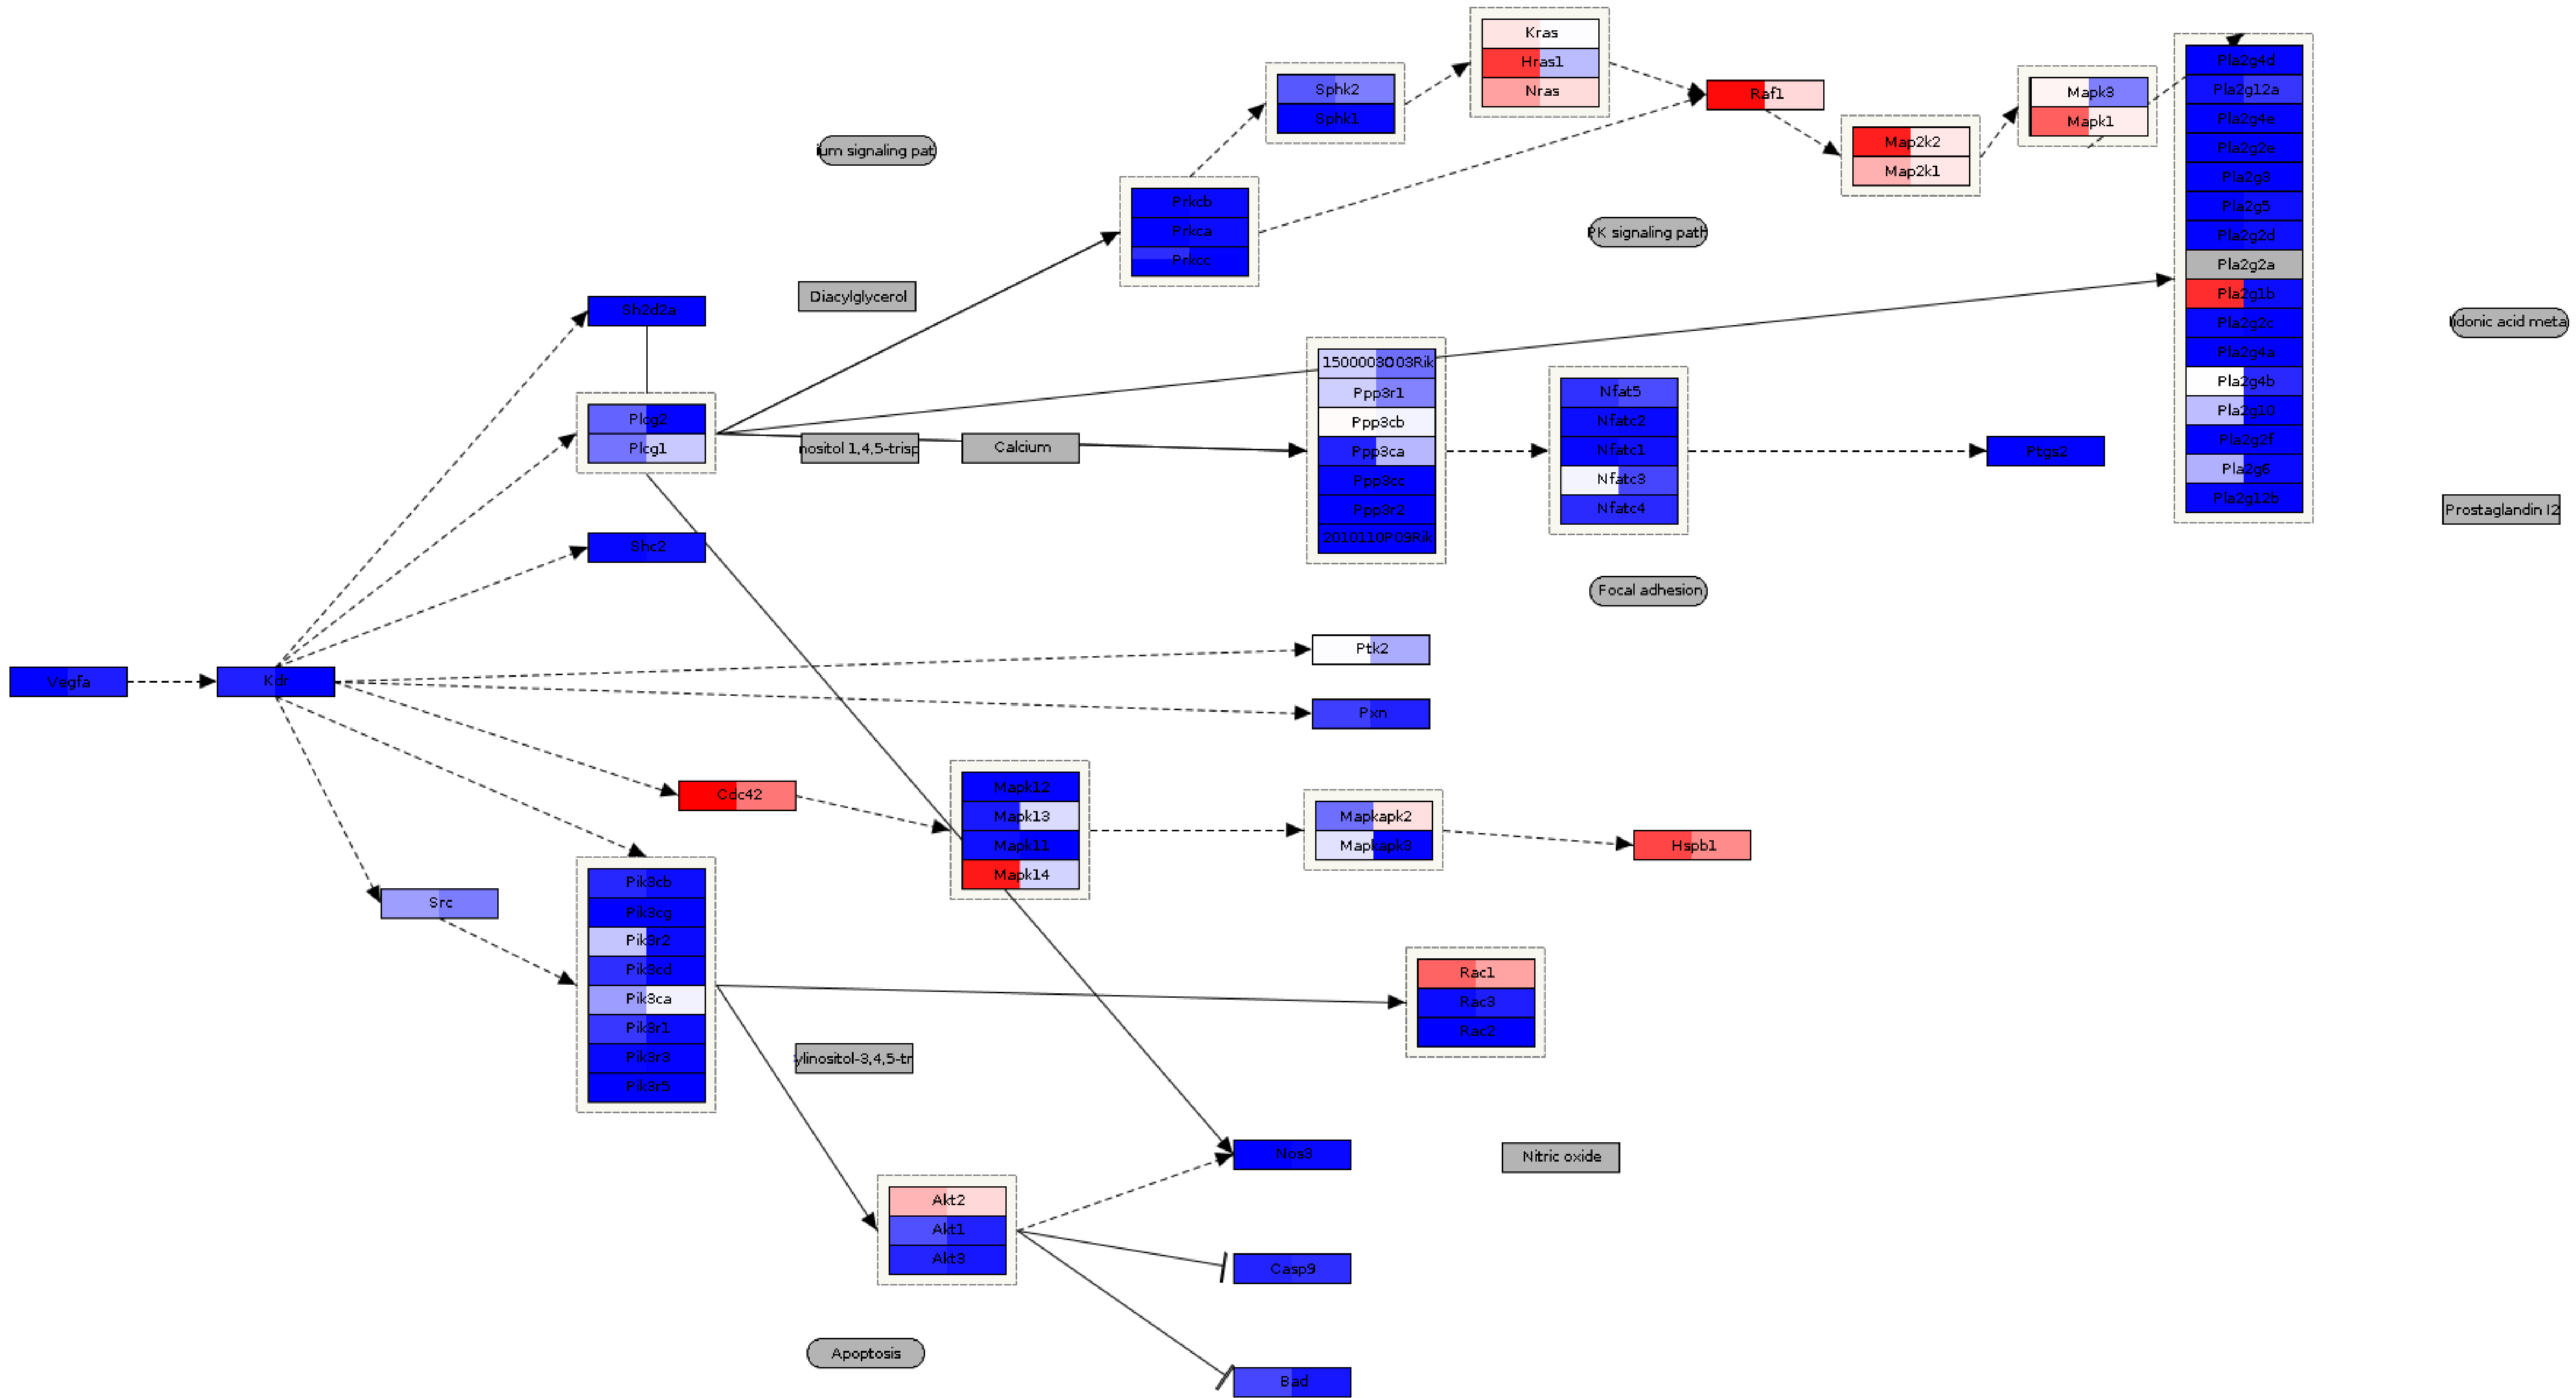 Kras
Hras1
Nras
Sphk2
Sphk1
Raf1
Mapk3
Mapk1
Map2k2
Map2k1
ium signaling pat
Prkcb
Prkca
Prkcc
PK signaling path
Pla2g4d
Pla2g12a
Pla2g4e
Pla2g2e
Pla2g3
Pla2g5
Pla2g2d
Pla2g2a
Pla2g1b
Pla2g2c
Pla2g4a
Pla2g4b
Pla2g10
Pla2g2f
Pla2g6
Pla2g12b
idonic acid meta
Prostaglandin I2
Diacylglycerol
Sh2d2a
Plcg2
Plcg1
nositol 1,4,5-trisp
Calcium
1500003O03Rik
Ppp3r1
Ppp3cb
Ppp3ca
Ppp3cc
Ppp3r2
2010110P09Rik
Nfat5
Nfatc2
Nfatc1
Nfatc3
Nfatc4
Ptgs2
Shc2
Focal adhesion
Ptk2
Vegfa
Kdr
Pxn
Cdc42
Mapk12
Mapk13
Mapk11
Mapk14
Mapkapk2
Mapkapk3
Hspb1
Src
Pik3cb
Pik3cg
Pik3r2
Pik3cd
Pik3ca
Pik3r1
Pik3r3
Pik3r5
Rac1
Rac3
Rac2
ylinositol-3,4,5-tr
Nos3
Nitric oxide
Akt2
Akt1
Akt3
Casp9
Apoptosis
Bad